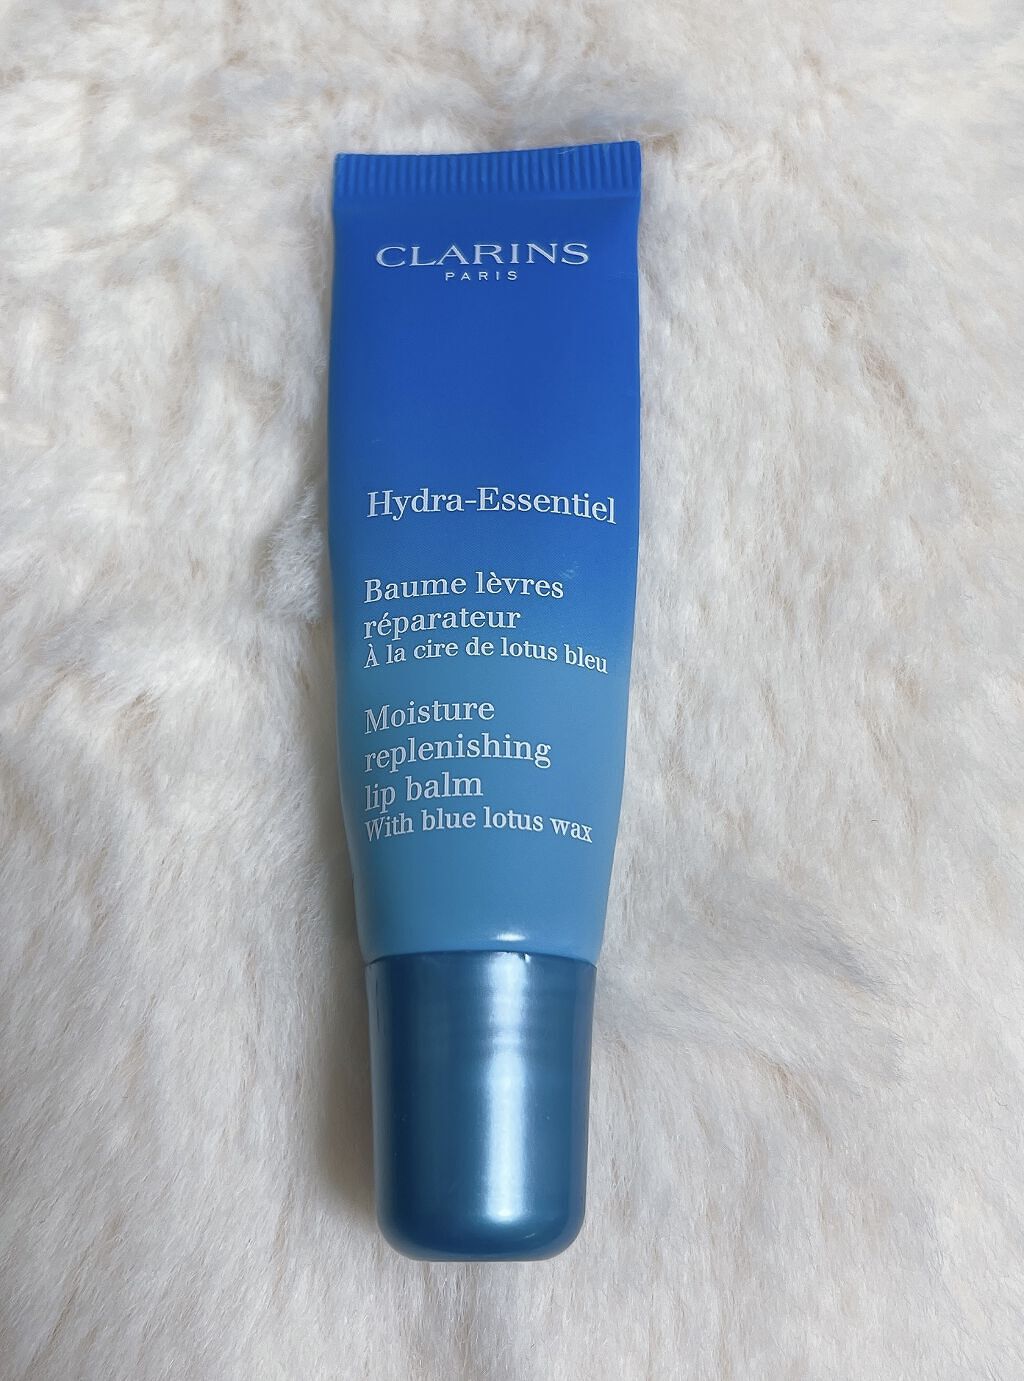 CLARINS
PARIS
Hydra-Essentiel
Baume lèvres
réparateur
À la cire de lotus bleu
Moisture
replenishing
lip balm
With blue lotus wax